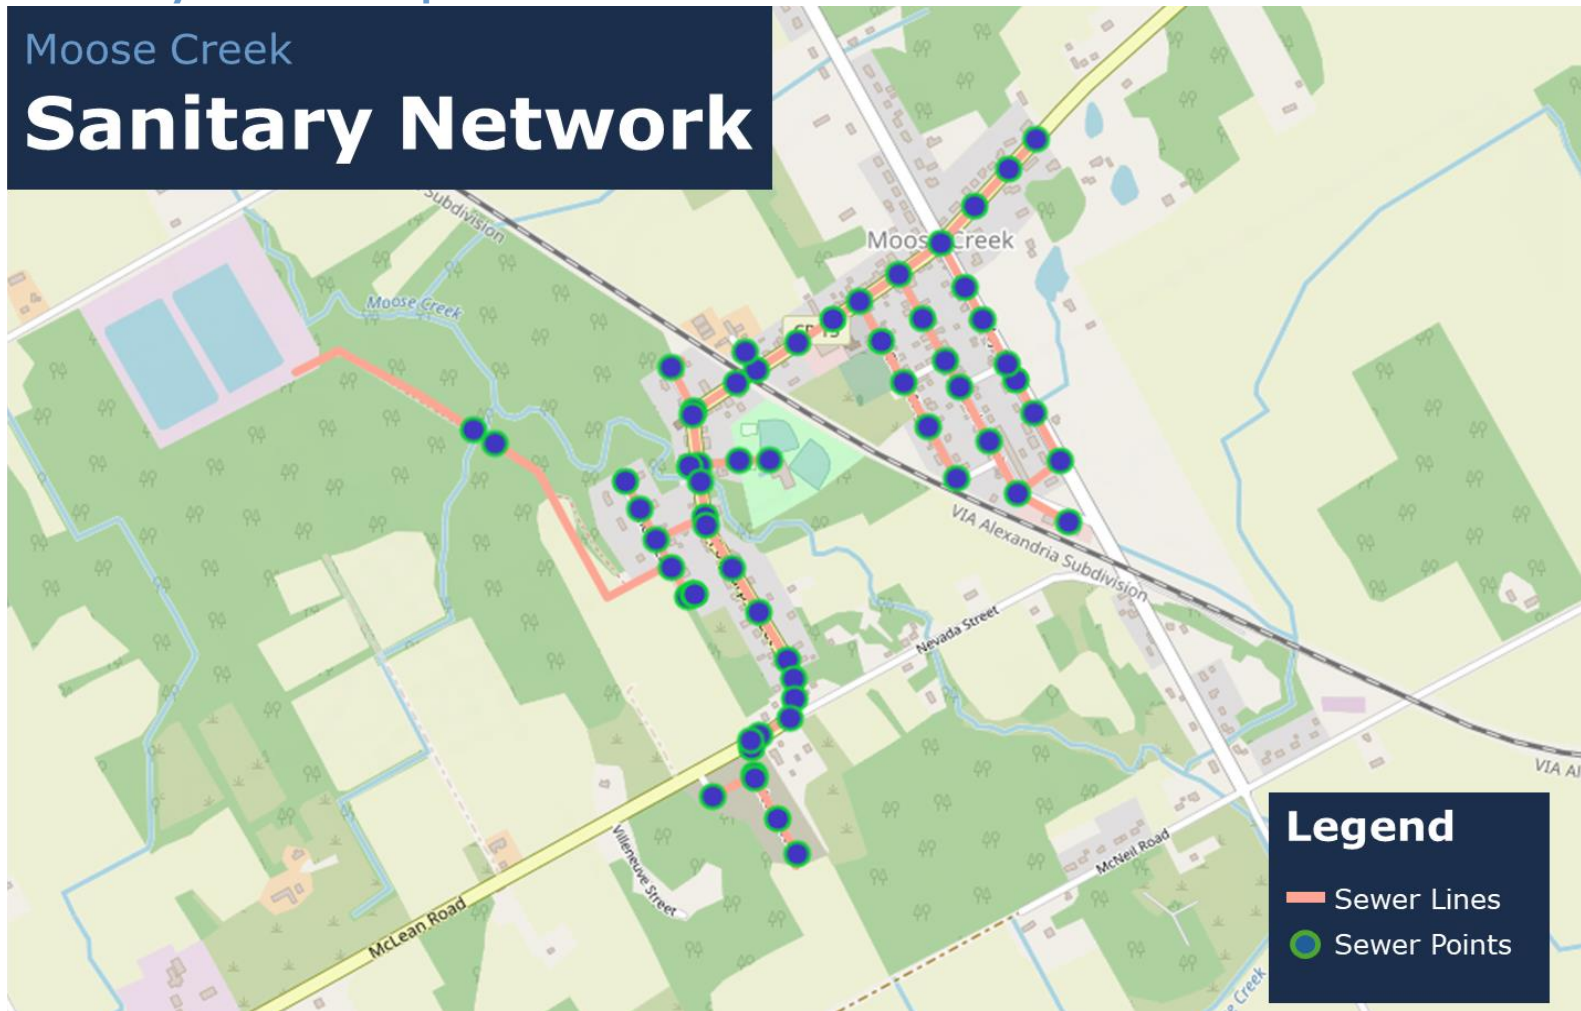 Moose Creek
Sanitary Network
Subdivision
Moose Creek
Moose Creek
VIA Alexandria Subdivision
Nevada Street
VIA Al
McNeil Road
Villeneuve Street
McLean Road
Creek
Legend
Sewer Lines
Sewer Points